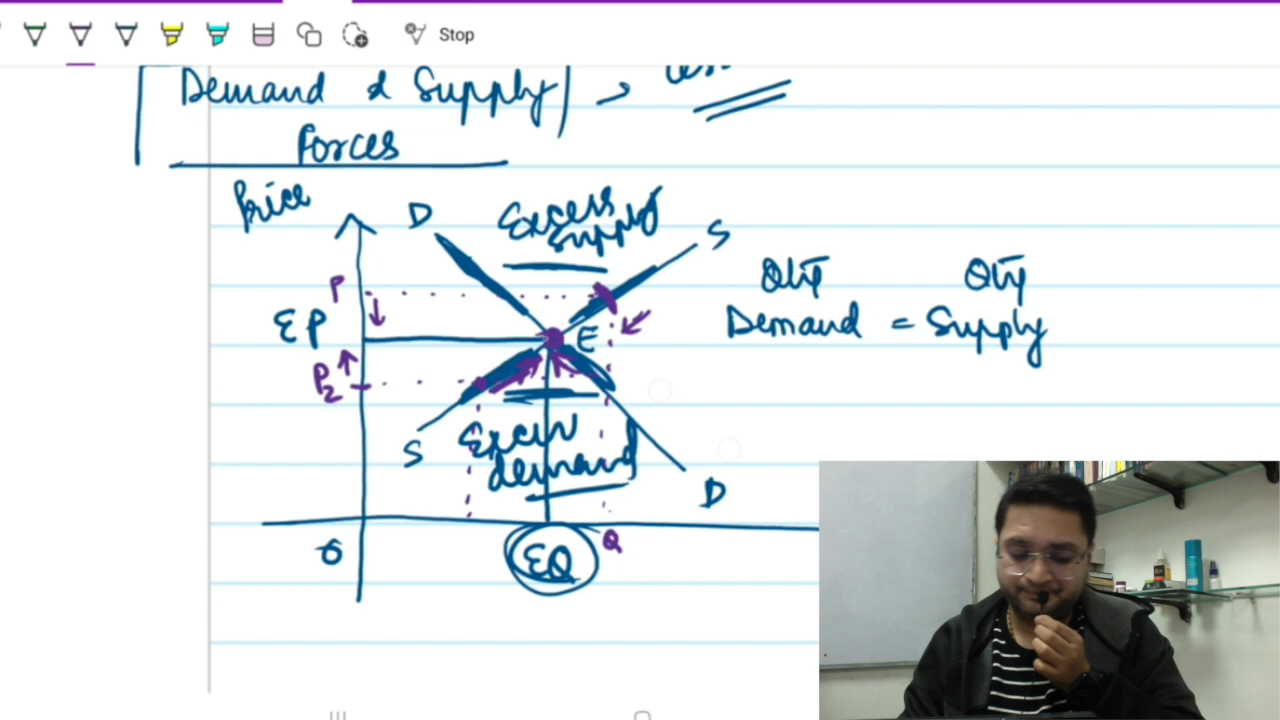 Stop
Demand & Supply
Forces
Price
D
Excess
Supply
S
P
EP
E
P2
S
Excess
demand
D
O
EQ
Q
Qty Qty
Demand = Supply